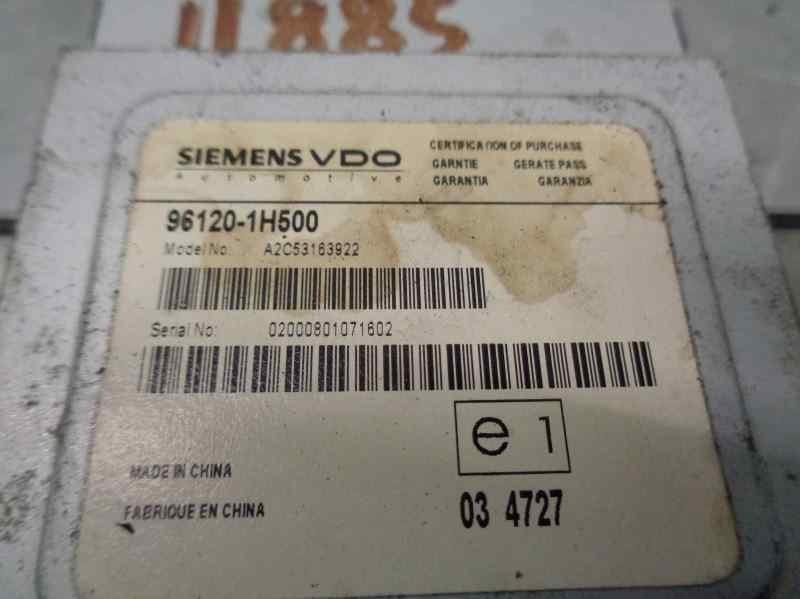 11885
SIEMENS VDO
Automotive
CERTIFICATION OF PURCHASE
GARNTIE GERATE PASS
GARANTIA GARANZIA
96120-1H500
Model No: A2C53163922
Serial No: 02000801071602
e 1
MADE IN CHINA
FABRIQUE EN CHINA
03 4727